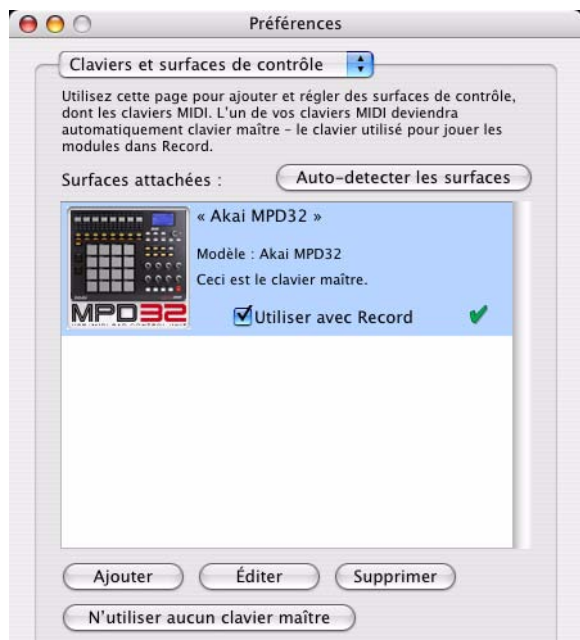 Préférences
Claviers et surfaces de contrôle
Utilisez cette page pour ajouter et régler des surfaces de contrôle,
dont les claviers MIDI. L'un de vos claviers MIDI deviendra
automatiquement clavier maître – le clavier utilisé pour jouer les
modules dans Record.
Surfaces attachées :
Auto-detecter les surfaces
« Akai MPD32 »
Modèle : Akai MPD32
Ceci est le clavier maître.
MPD32
Utiliser avec Record
Ajouter
Éditer
Supprimer
N'utiliser aucun clavier maître